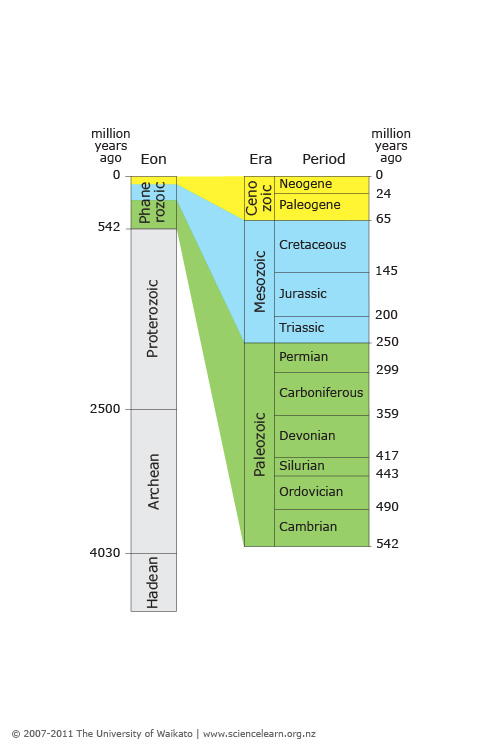 million
years
ago
Eon
Era
Period
million
years
ago
0
542
2500
4030
Phane
rozoic
Proterozoic
Archean
Hadean
Ceno
zoic
Mesozoic
Paleozoic
Neogene
Paleogene
Cretaceous
Jurassic
Triassic
Permian
Carboniferous
Devonian
Silurian
Ordovician
Cambrian
0
24
65
145
200
250
299
359
417
443
490
542
© 2007-2011 The University of Waikato | www.sciencelearn.org.nz